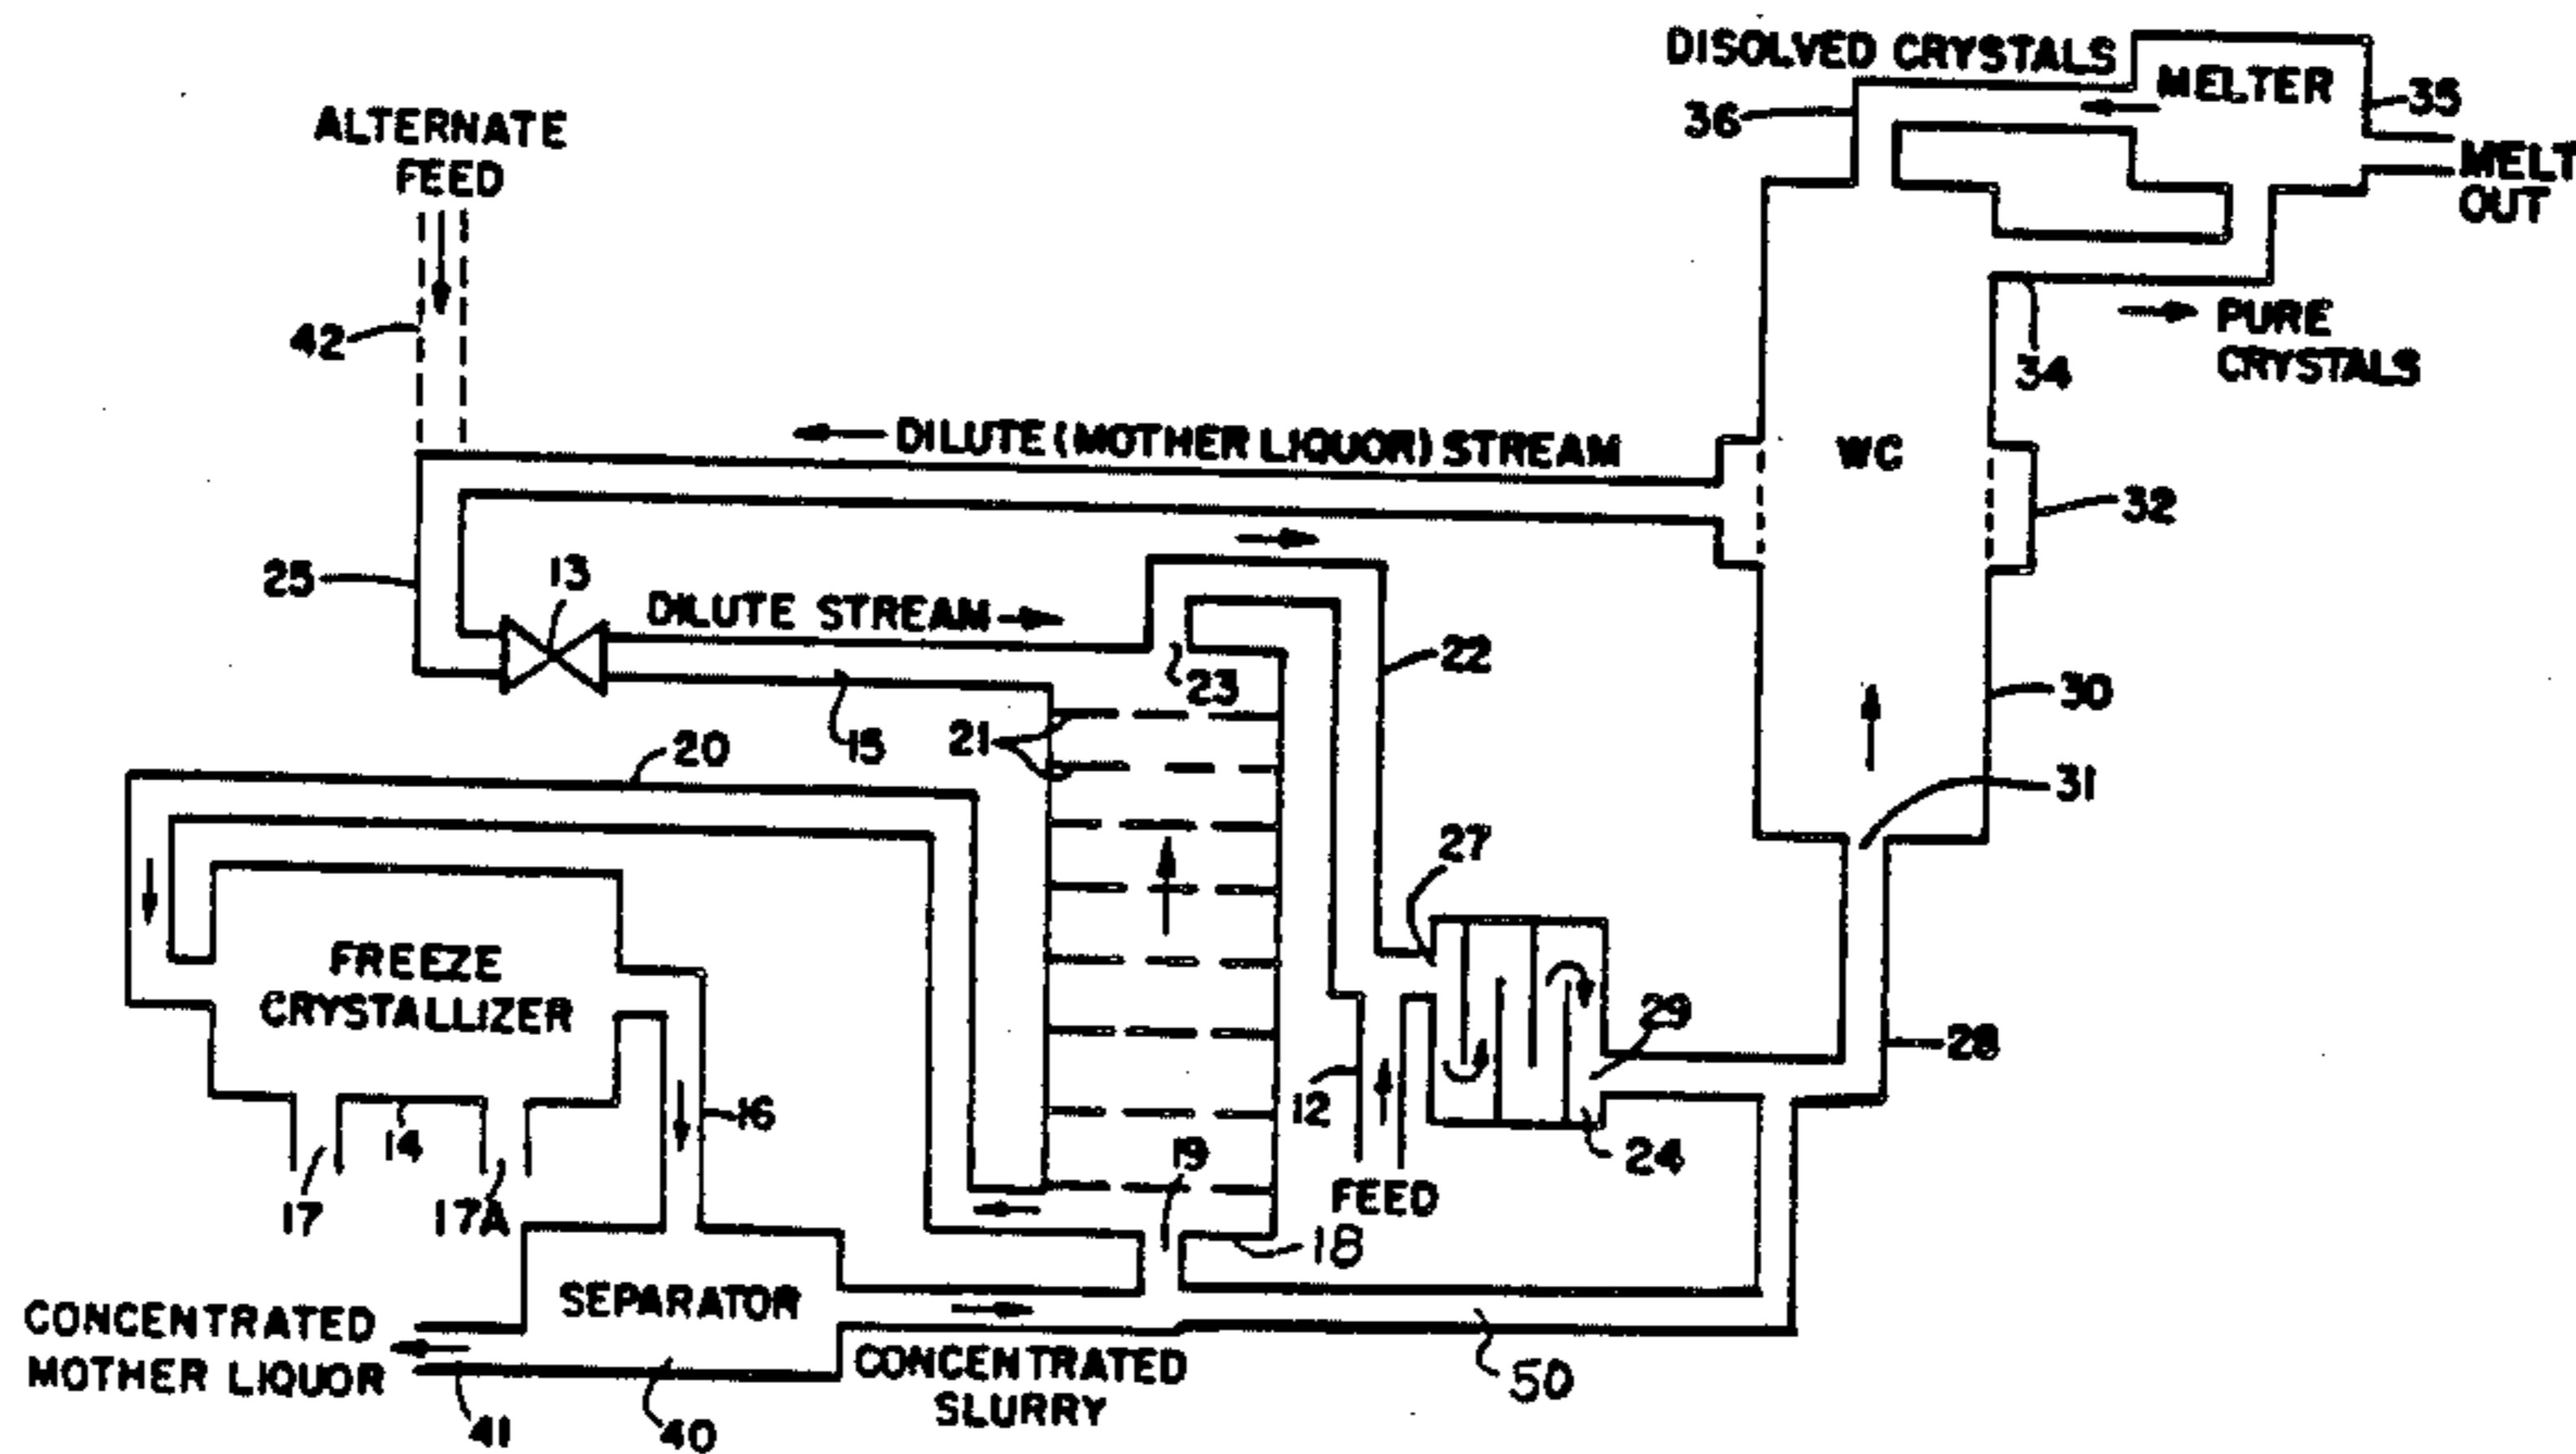 DISOLVED CRYSTALS
MELTER
36
35
MELT
OUT
ALTERNATE
FEED
42
34
PURE
CRYSTALS
DILUTE (MOTHER LIQUOR) STREAM
WC
32
25
13
DILUTE STREAM
23
22
30
15
21
20
31
27
FREEZE
CRYSTALLIZER
29
28
12
16
14
19
24
17
17A
FEED
18
SEPARATOR
CONCENTRATED
MOTHER LIQUOR
CONCENTRATED
SLURRY
50
41
40